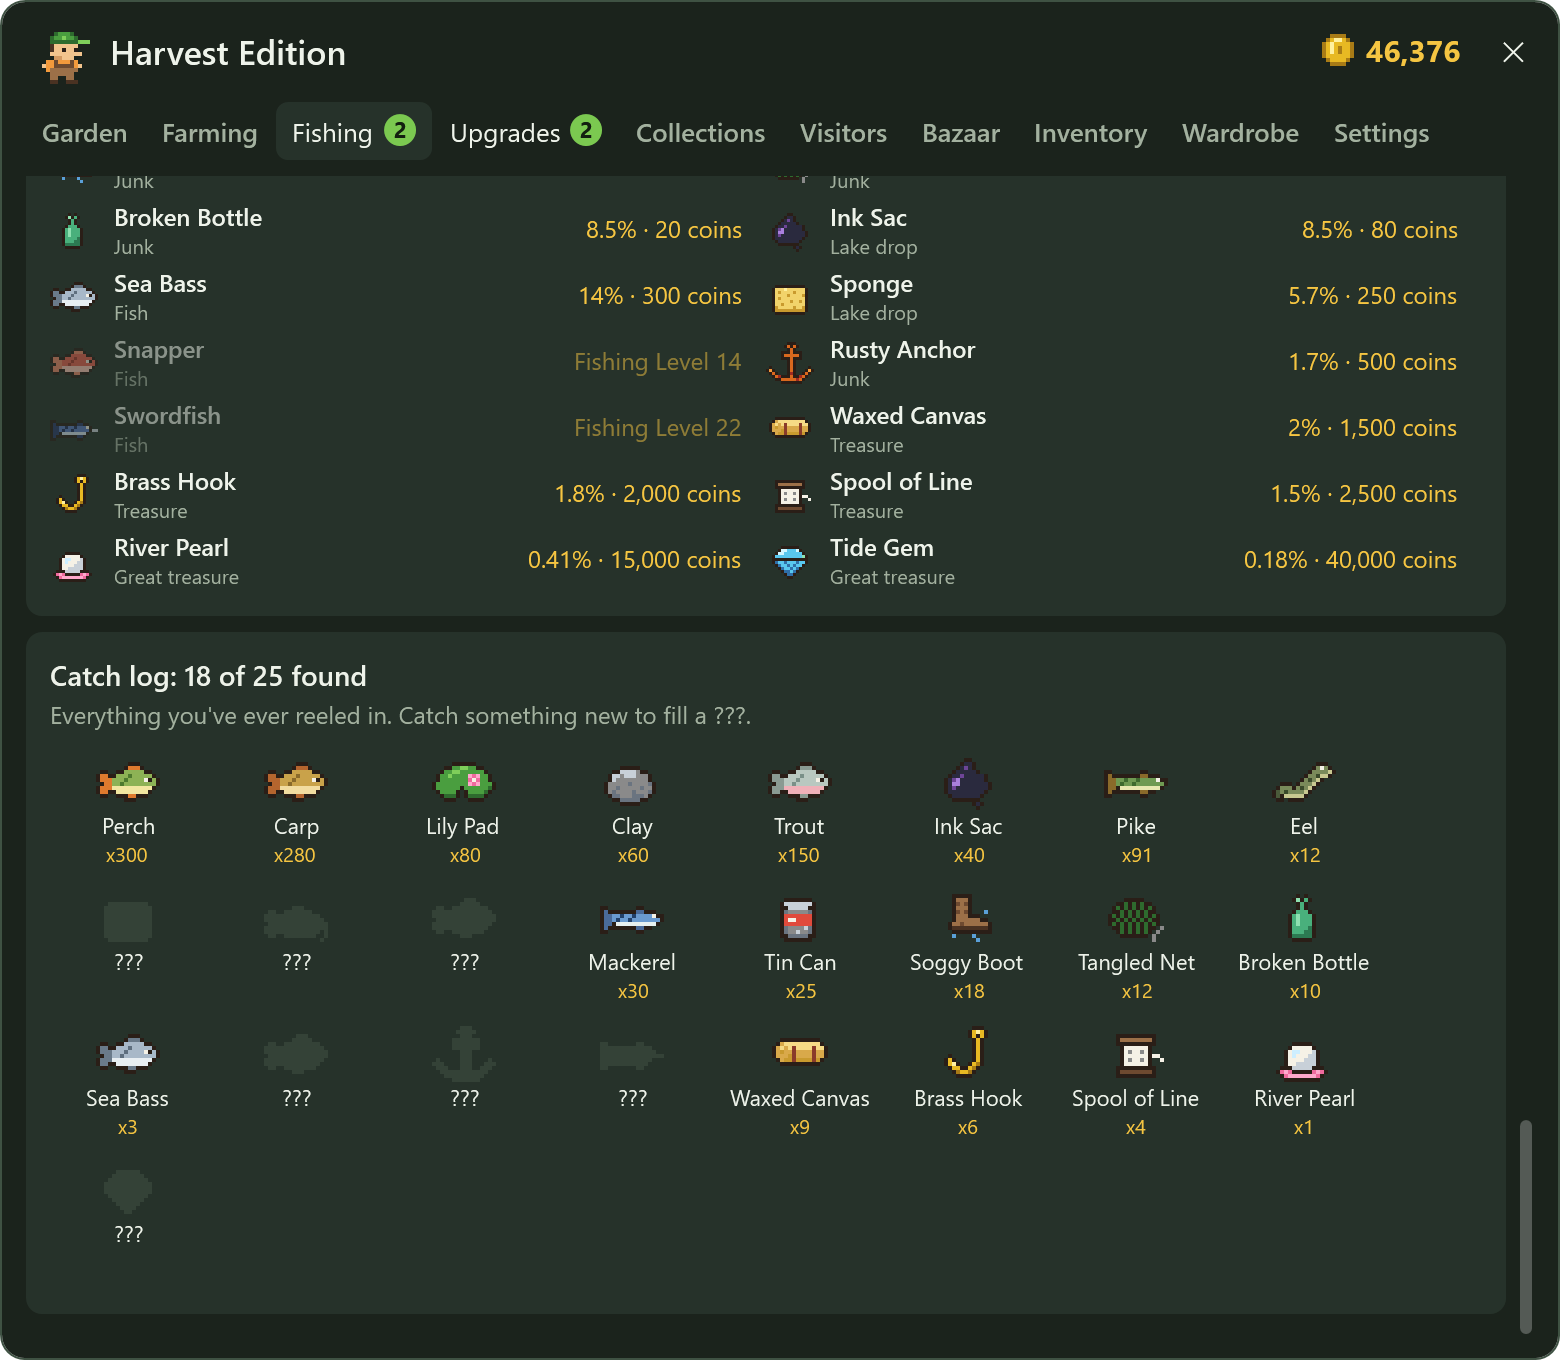 Harvest Edition
46,376
Garden Farming Fishing 2 Upgrades 2 Collections Visitors Bazaar Inventory Wardrobe Settings
Junk
Junk
Broken Bottle
Junk
8.5% · 20 coins
Ink Sac
Lake drop
8.5% · 80 coins
Sea Bass
Fish
14% · 300 coins
Sponge
Lake drop
5.7% · 250 coins
Snapper
Fish
Fishing Level 14
Rusty Anchor
Junk
1.7% · 500 coins
Swordfish
Fish
Fishing Level 22
Waxed Canvas
Treasure
2% · 1,500 coins
Brass Hook
Treasure
1.8% · 2,000 coins
Spool of Line
Treasure
1.5% · 2,500 coins
River Pearl
Great treasure
0.41% · 15,000 coins
Tide Gem
Great treasure
0.18% · 40,000 coins
Catch log: 18 of 25 found
Everything you've ever reeled in. Catch something new to fill a ???.
Perch
x300
Carp
x280
Lily Pad
x80
Clay
x60
Trout
x150
Ink Sac
x40
Pike
x91
Eel
x12
???
???
???
Mackerel
x30
Tin Can
x25
Soggy Boot
x18
Tangled Net
x12
Broken Bottle
x10
Sea Bass
x3
???
???
???
Waxed Canvas
x9
Brass Hook
x6
Spool of Line
x4
River Pearl
x1
???